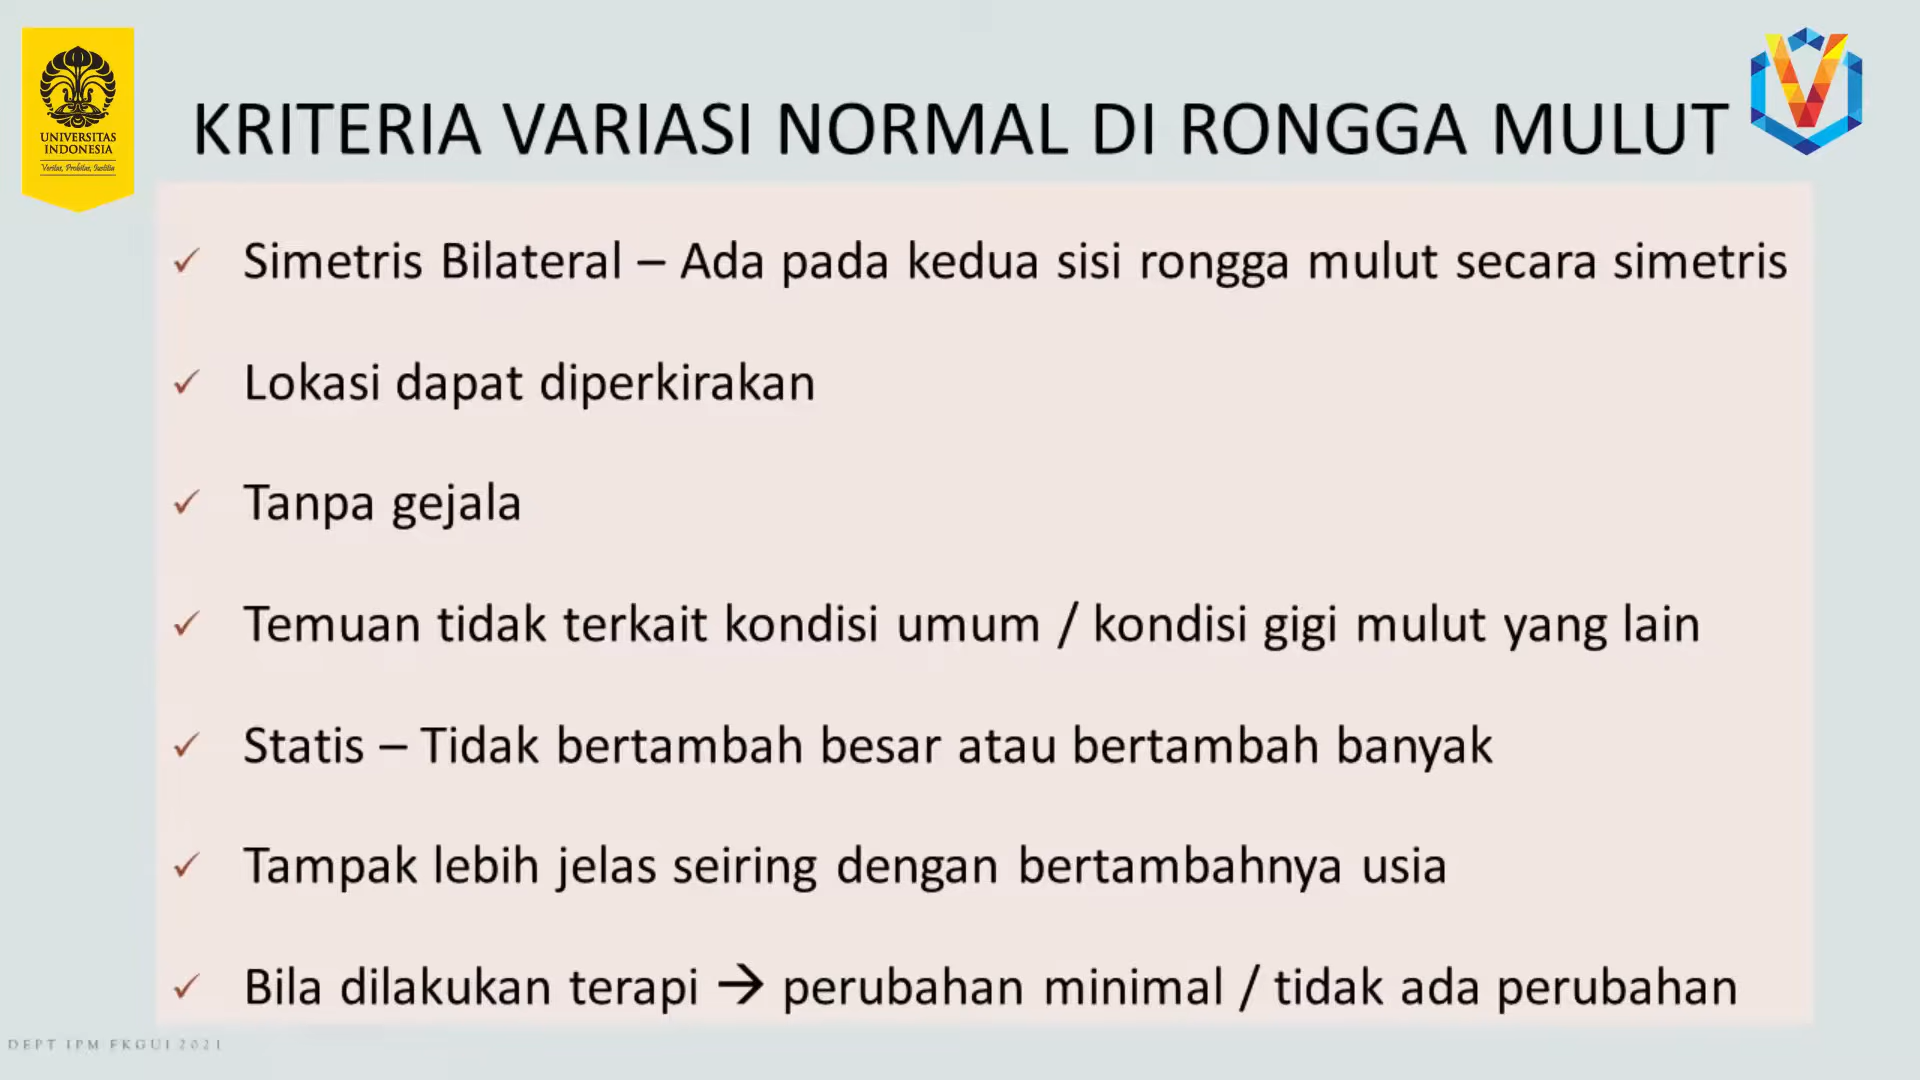 UNIVERSITAS
INDONESIA
Veritas, Probitas, Iustitia
KRITERIA VARIASI NORMAL DI RONGGA MULUT
✓ Simetris Bilateral – Ada pada kedua sisi rongga mulut secara simetris
✓ Lokasi dapat diperkirakan
✓ Tanpa gejala
✓ Temuan tidak terkait kondisi umum / kondisi gigi mulut yang lain
✓ Statis – Tidak bertambah besar atau bertambah banyak
✓ Tampak lebih jelas seiring dengan bertambahnya usia
✓ Bila dilakukan terapi → perubahan minimal / tidak ada perubahan
DEPT IPM FKGUI 2021